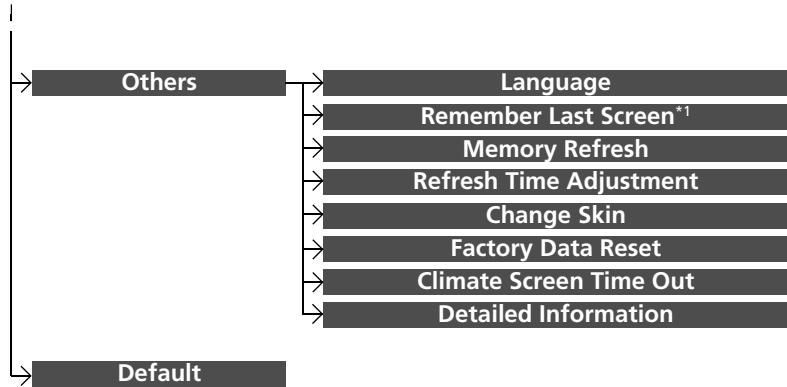 Others
Language
Remember Last Screen*1
Memory Refresh
Refresh Time Adjustment
Change Skin
Factory Data Reset
Climate Screen Time Out
Detailed Information
Default